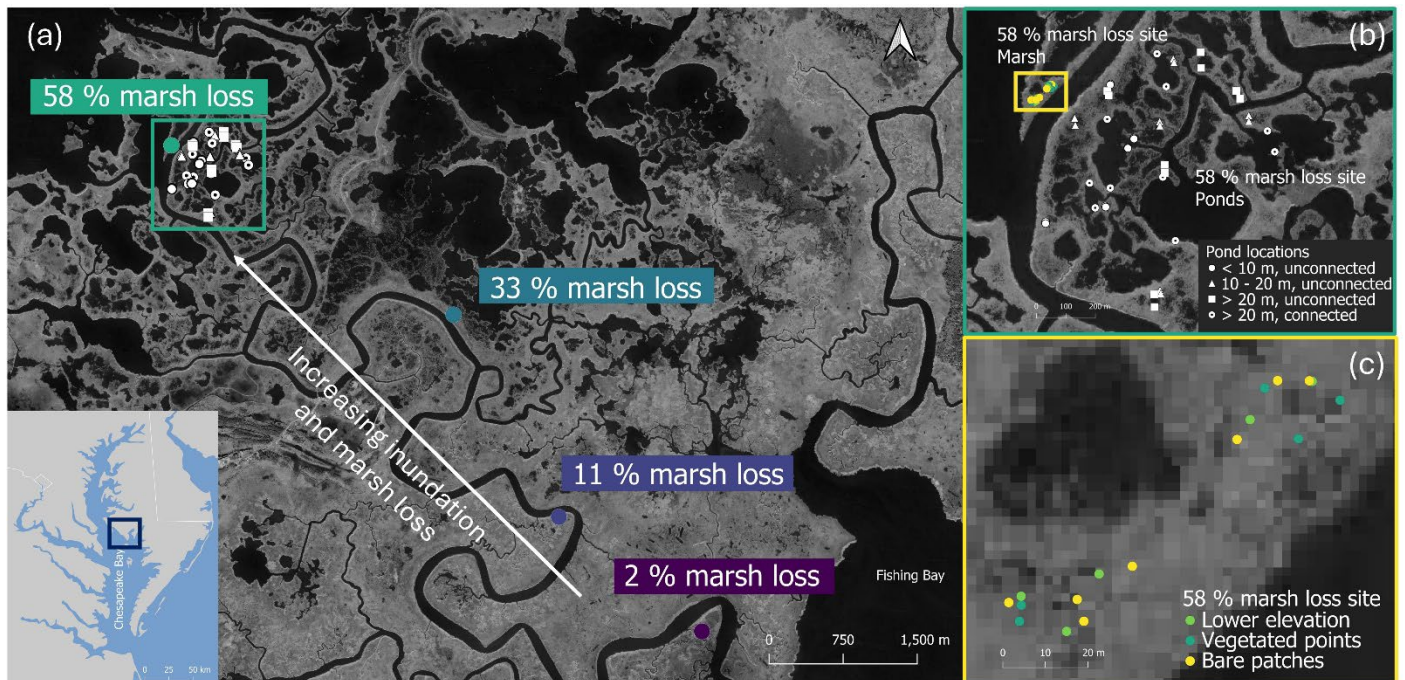 (a)
58 % marsh loss
33 % marsh loss
11 % marsh loss
2 % marsh loss
Increasing inundation
and marsh loss
Fishing Bay
0 750 1,500 m
Chesapeake Bay
0 25 50 km
(b)
58 % marsh loss site
Marsh
58 % marsh loss site
Ponds
Pond locations
< 10 m, unconnected
10 - 20 m, unconnected
> 20 m, unconnected
> 20 m, connected
0 100 200 m
(c)
58 % marsh loss site
Lower elevation
Vegetated points
Bare patches
0 10 20 m